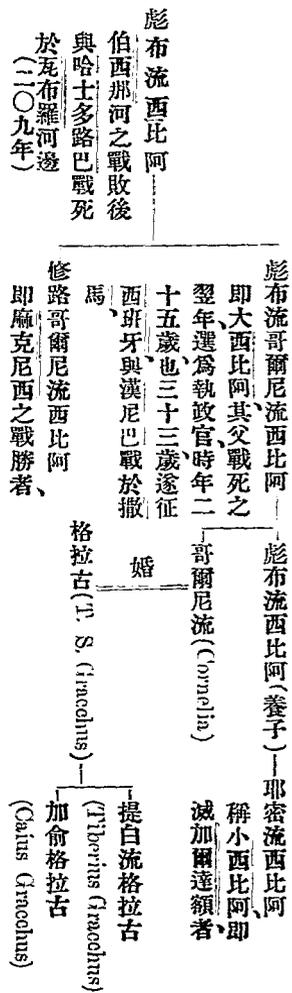 彪布流西比阿
伯西那河之戰敗後
與哈士多路巴戰死
於瓦布羅河邊
(二〇九年)
彪布流哥爾尼流西比阿
即大西比阿、其父戰死之
翌年選爲執政官、時年二
十五歲也、三十三歲、遂征
西班牙與漢尼巴戰於撒
馬、
修路哥爾尼流西比阿
即麻克尼西之戰勝者、
彪布流西比阿(養子)
哥爾尼流(Cornelia)
婚
格拉古(T. S. Gracchus)
耶密流西比阿
稱小西比阿、即
滅加爾達額者、
提白流格拉古
(Tiberius Gracchus)
加俞格拉古
(Caius Gracchus)